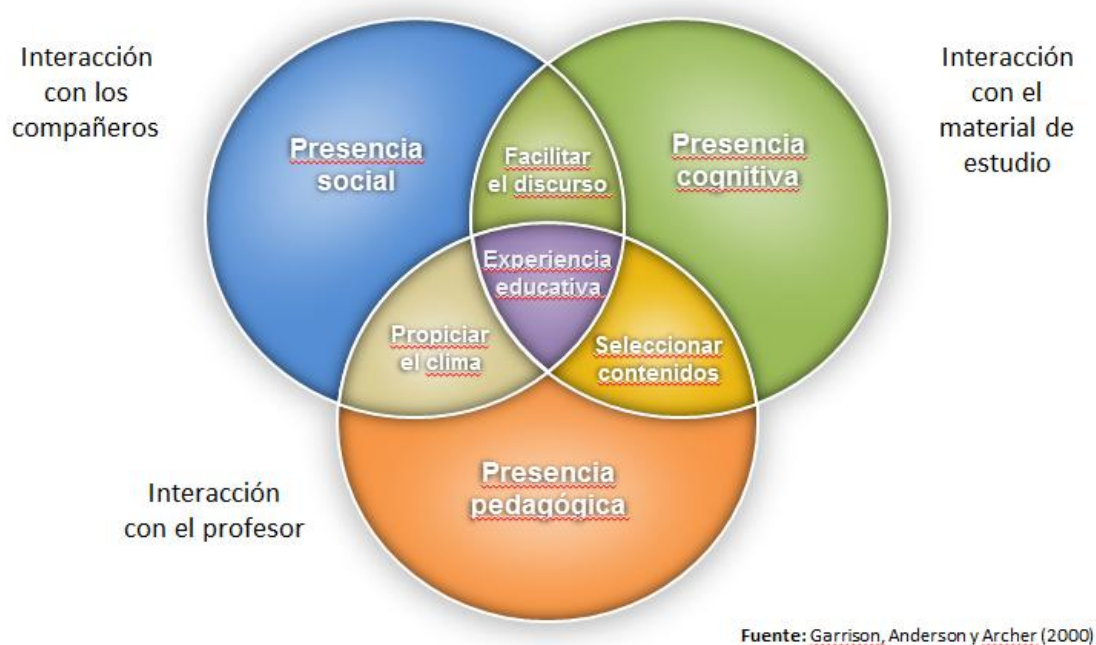 Interacción
con los
compañeros
Presencia
social
Facilitar
el discurso
Presencia
cognitiva
Interacción
con el
material de
estudio
Experiencia
educativa
Propiciar
el clima
Seleccionar
contenidos
Presencia
pedagógica
Interacción
con el profesor
Fuente: Garrison, Anderson y Archer (2000)